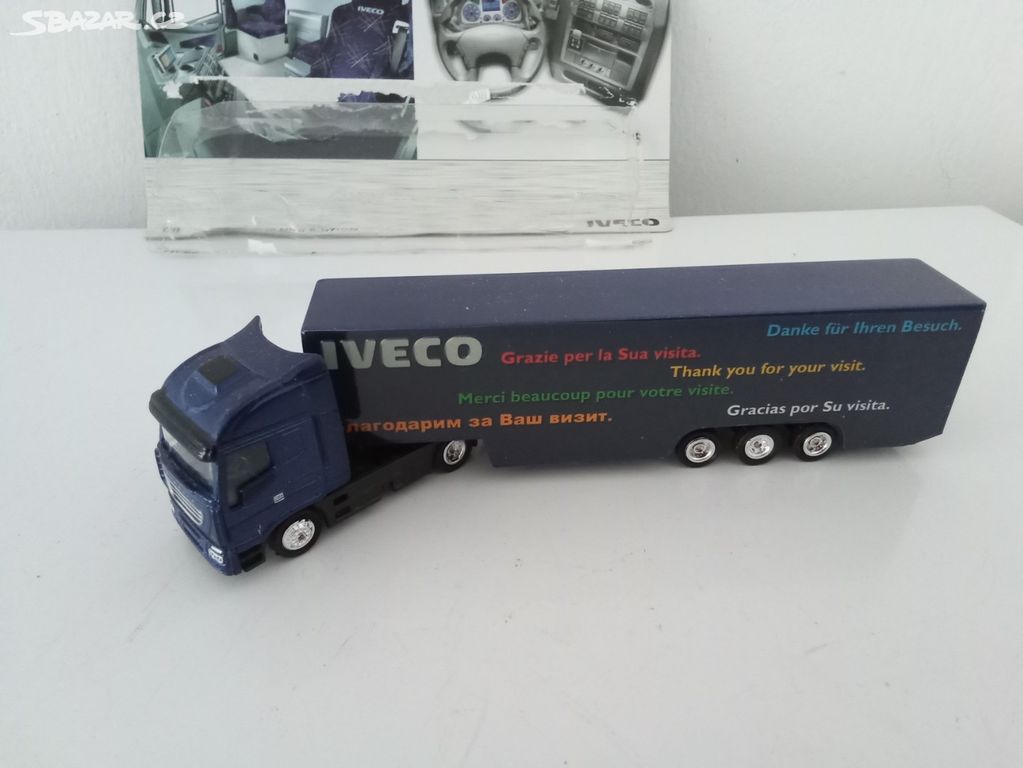 SBAZAR.CZ
IVECO
IVECO
IVECO
Danke für Ihren Besuch.
Grazie per la Sua visita.
Thank you for your visit.
Merci beaucoup pour votre visite.
Gracias por Su visita.
лагодарим за Ваш визит.